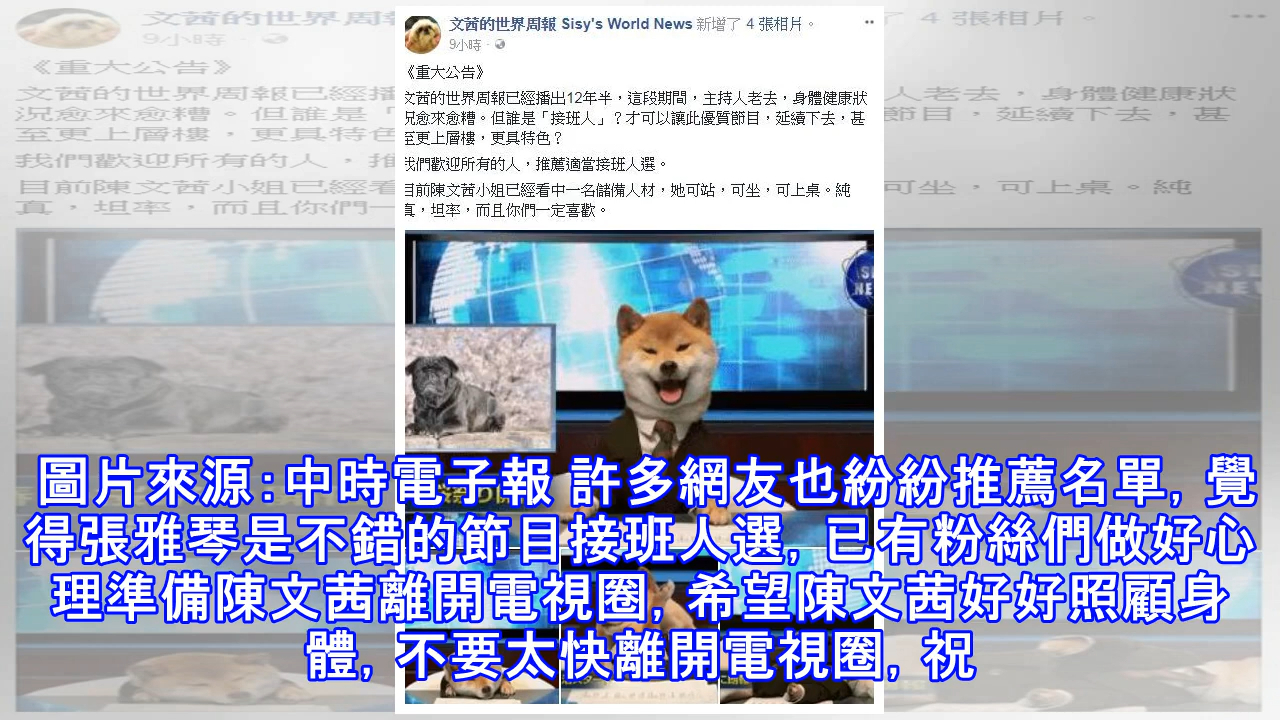 文茜的世界周報 Sisy's World News 新增了 4 張相片。
9小時
《重大公告》
文茜的世界周報已經播出12年半，這段期間，主持人老去，身體健康狀
況愈來愈糟。但誰是「接班人」？才可以讓此優質節目，延續下去，甚
至更上層樓，更具特色？
我們歡迎所有的人，推薦適當接班人選。
目前陳文茜小姐已經看中一名儲備人材，她可站，可坐，可上桌。純
真，坦率，而且你們一定喜歡。
圖片來源:中時電子報 許多網友也紛紛推薦名單, 覺
得張雅琴是不錯的節目接班人選, 已有粉絲們做好心
理準備陳文茜離開電視圈, 希望陳文茜好好照顧身
體, 不要太快離開電視圈, 祝